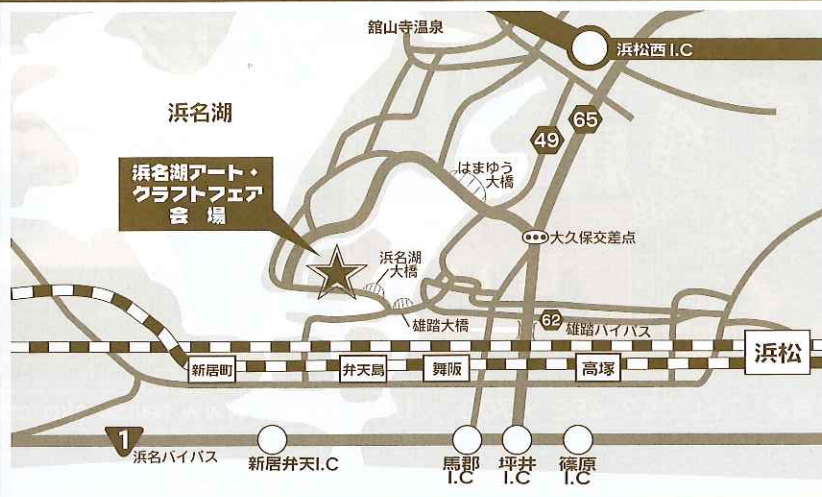 舘山寺温泉
浜松西I.C
浜名湖
65
49
浜名湖アート・
クラフトフェア
会場
はまゆう
大橋
大久保交差点
浜名湖
大橋
雄踏大橋
62
雄踏バイパス
新居町
弁天島
舞阪
高塚
浜松
1
浜名バイパス
新居弁天I.C
馬郡
I.C
坪井
I.C
篠原
I.C